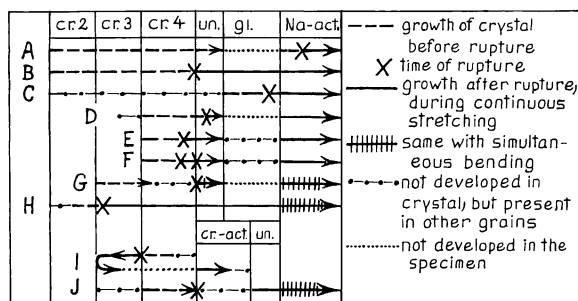 cr.2 cr.3 cr.4 un. gl. Na-act.
A
B
C
D
E
F
G
H
cr.-act. un.
I
J
growth of crystal
before rupture
time of rupture
growth after rupture,
during continuous
stretching
same with simultan-
eous bending
not developed in
crystal, but present
in other grains
not developed in the
specimen